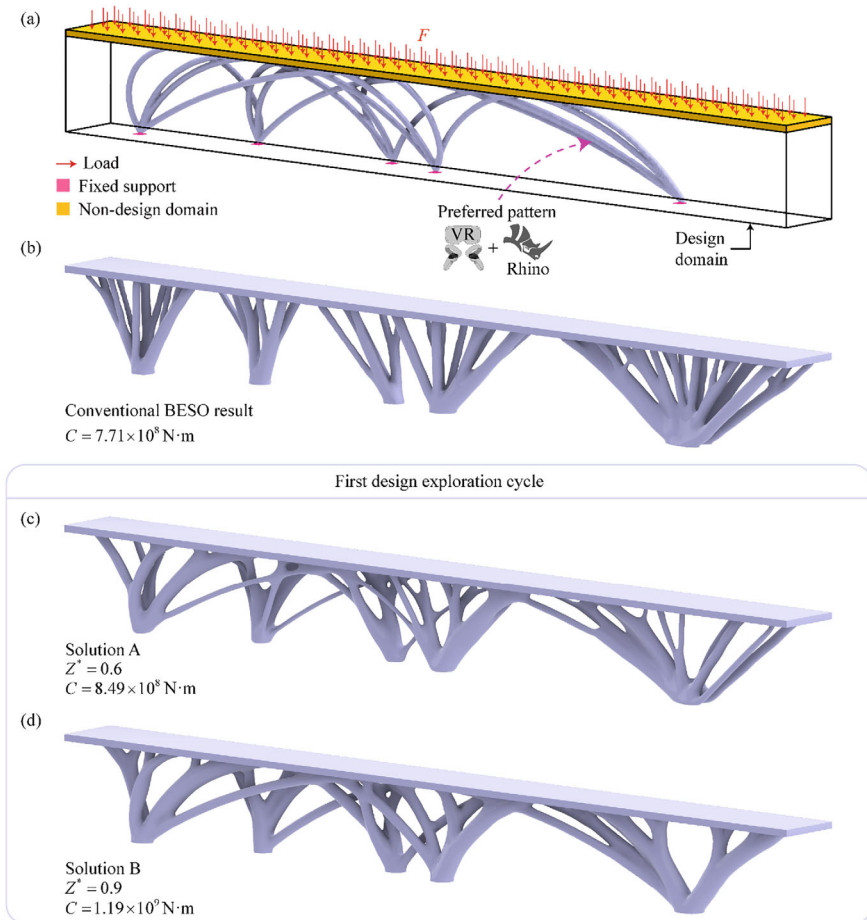 (a)
F
Load
Fixed support
Non-design domain
Preferred pattern
VR
+
Rhino
Design
domain
(b)
Conventional BESO result
C = 7.71×10⁸ N·m
First design exploration cycle
(c)
Solution A
Z* = 0.6
C = 8.49×10⁸ N·m
(d)
Solution B
Z* = 0.9
C = 1.19×10⁹ N·m